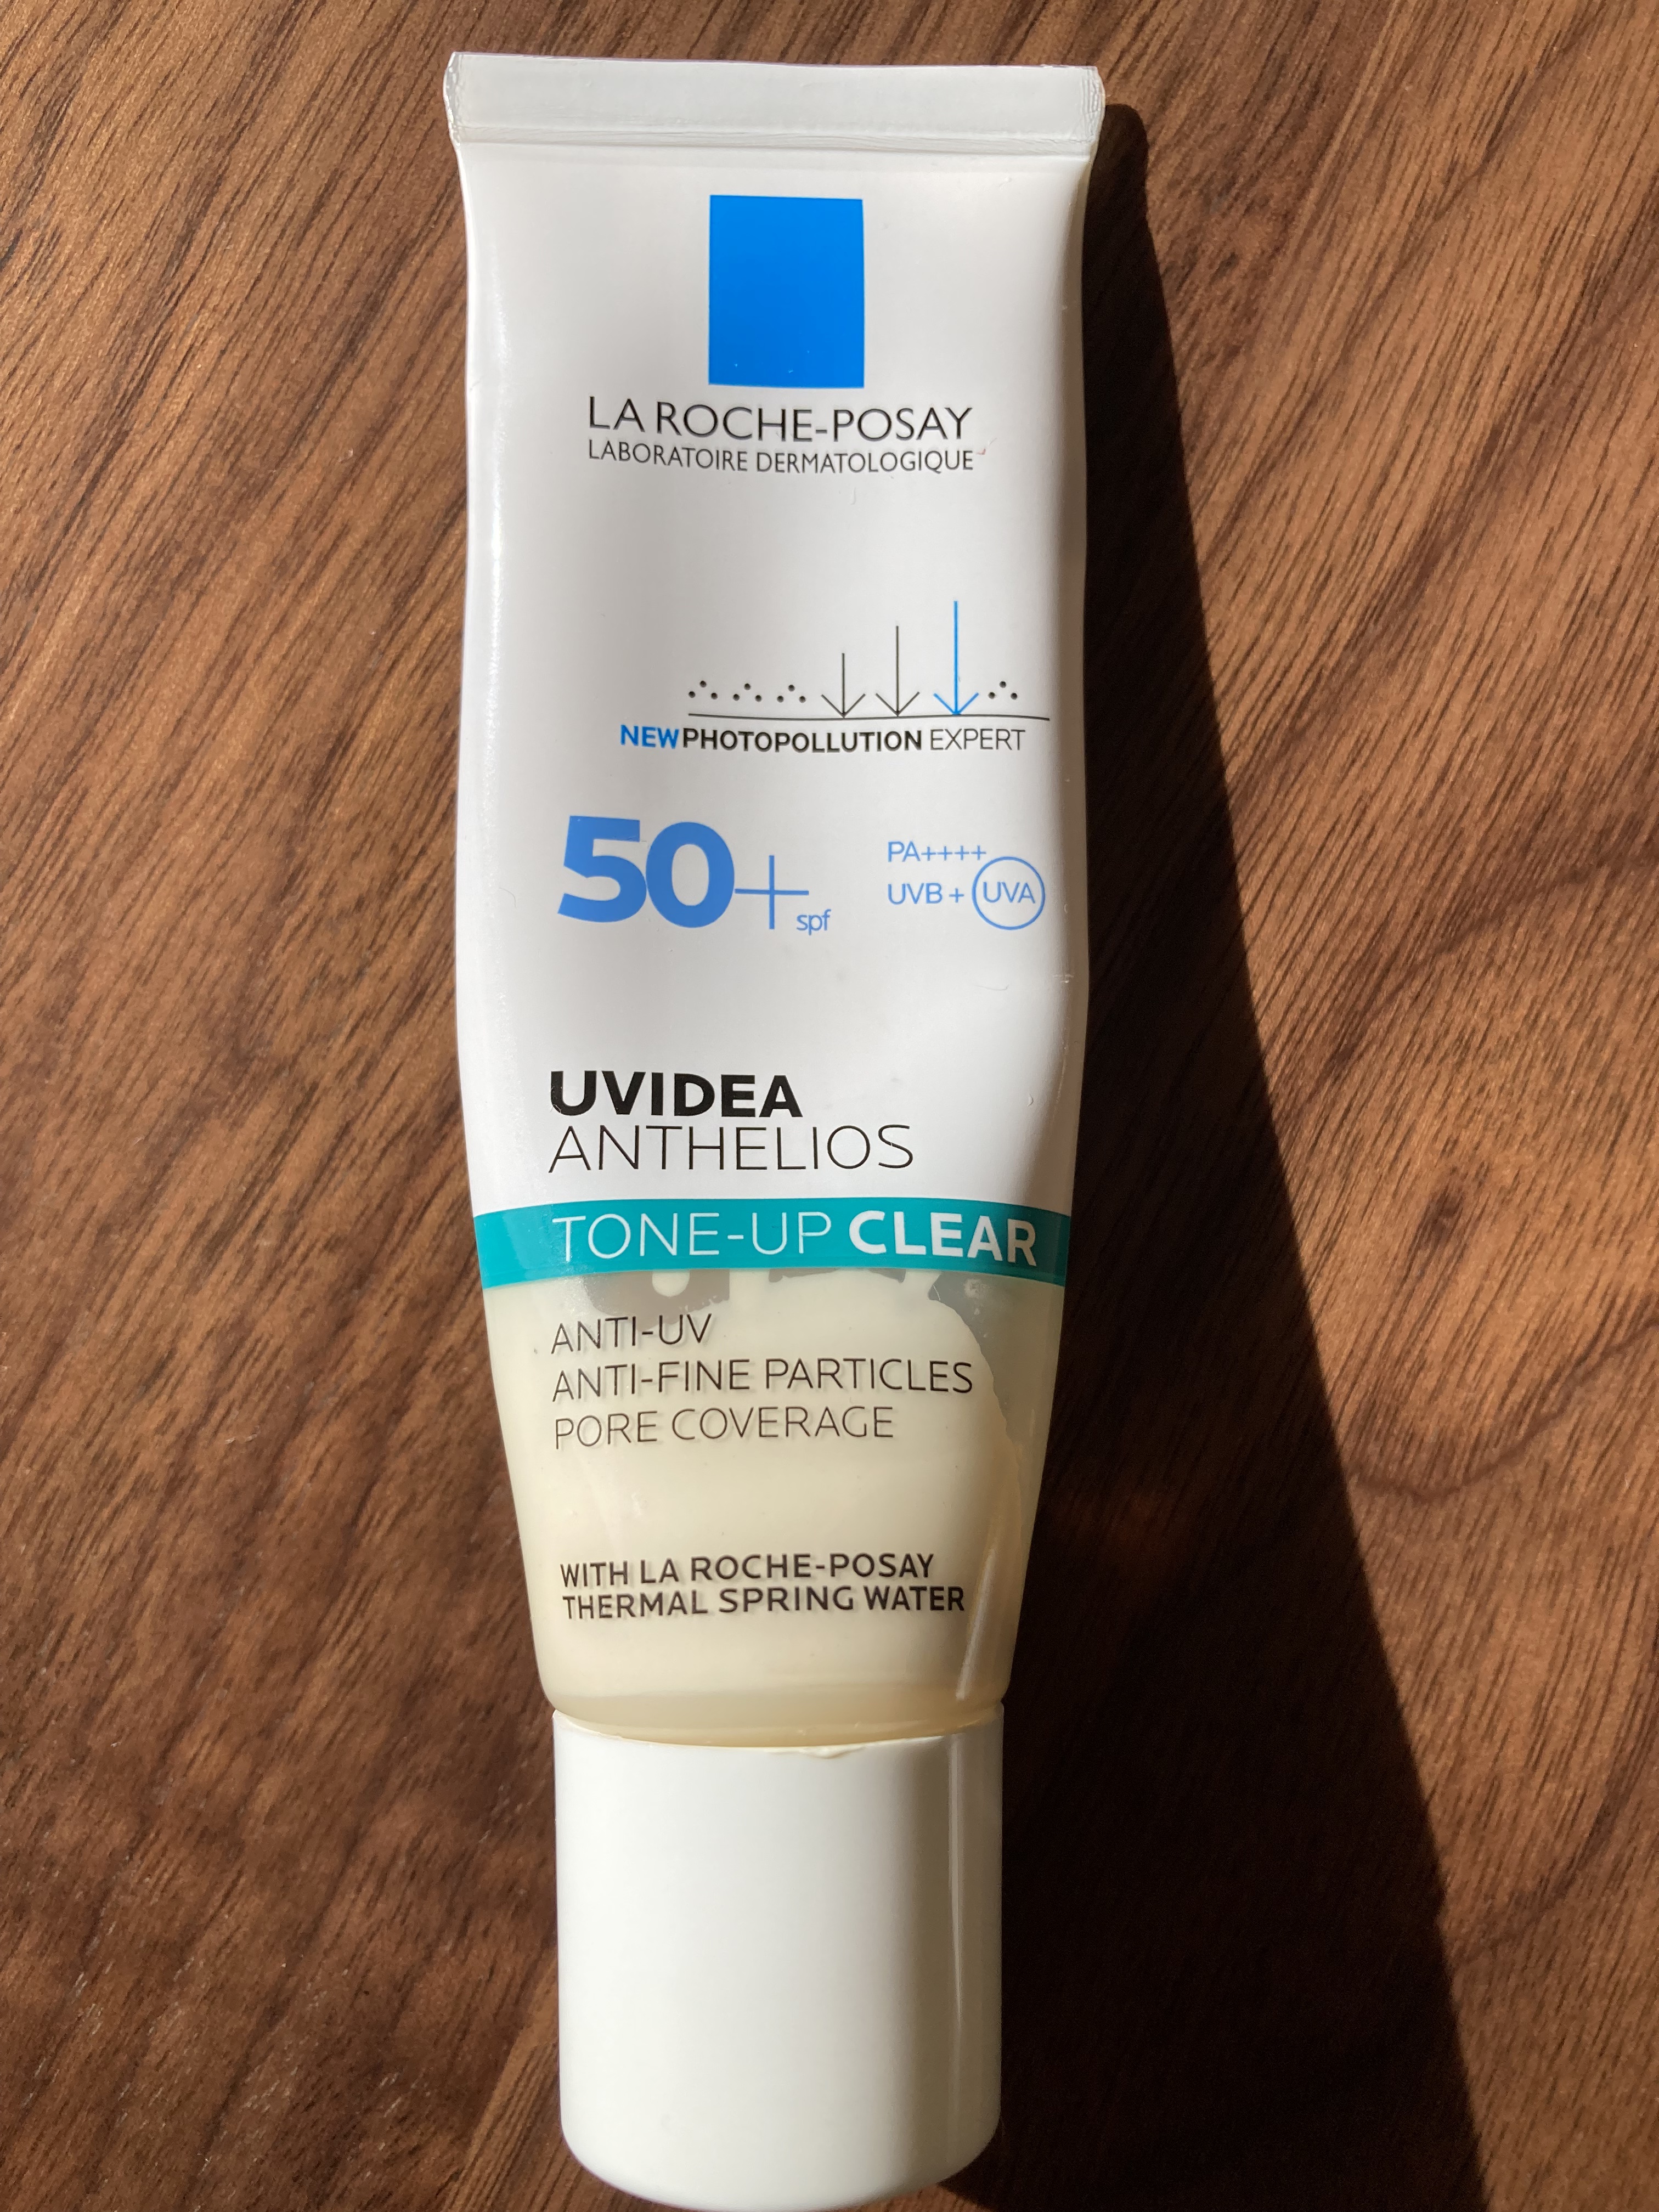 LA ROCHE-POSAY
LABORATOIRE DERMATOLOGIQUE
NEW PHOTOPOLLUTION EXPERT
50+ spf
PA++++
UVB + UVA
UVIDEA
ANTHELIOS
TONE-UP CLEAR
ANTI-UV
ANTI-FINE PARTICLES
PORE COVERAGE
WITH LA ROCHE-POSAY
THERMAL SPRING WATER